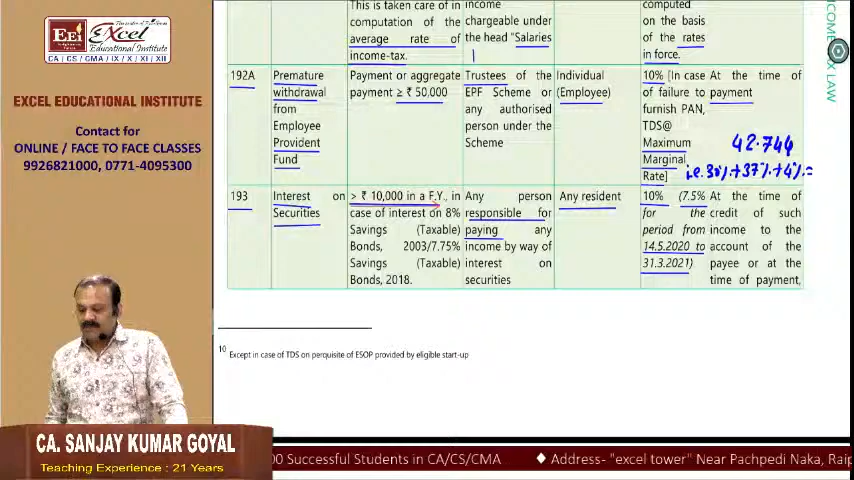 The center of Excellence
EEi
Excel
Educational Institute
CA | CS | CMA | IX | X | XI | XII
EXCEL EDUCATIONAL INSTITUTE
Contact for
ONLINE / FACE TO FACE CLASSES
9926821000, 0771-4095300
This is taken care of in
computation of the
average rate of
income-tax.
income
chargeable under
the head "Salaries
computed
on the basis
of the rates
in force.
192A
Premature
withdrawal
from
Employee
Provident
Fund
Payment or aggregate
payment ≥ ₹ 50,000
Trustees of the
EPF Scheme or
any authorised
person under the
Scheme
Individual
(Employee)
10% [In case
of failure to
furnish PAN,
TDS@
Maximum
Marginal
Rate]
At the time of
payment
42.744
i.e. 30%+37%+4%=
193
Interest on
Securities
> ₹ 10,000 in a F.Y., in
case of interest on 8%
Savings (Taxable)
Bonds, 2003/7.75%
Savings (Taxable)
Bonds, 2018.
Any person
responsible for
paying any
income by way of
interest on
securities
Any resident
10% (7.5%
for the
period from
14.5.2020 to
31.3.2021)
At the time of
credit of such
income to the
account of the
payee or at the
time of payment,
10 Except in case of TDS on perquisite of ESOP provided by eligible start-up
CA. SANJAY KUMAR GOYAL
Teaching Experience : 21 Years
00 Successful Students in CA/CS/CMA ◆ Address- "excel tower" Near Pachpedi Naka, Raip